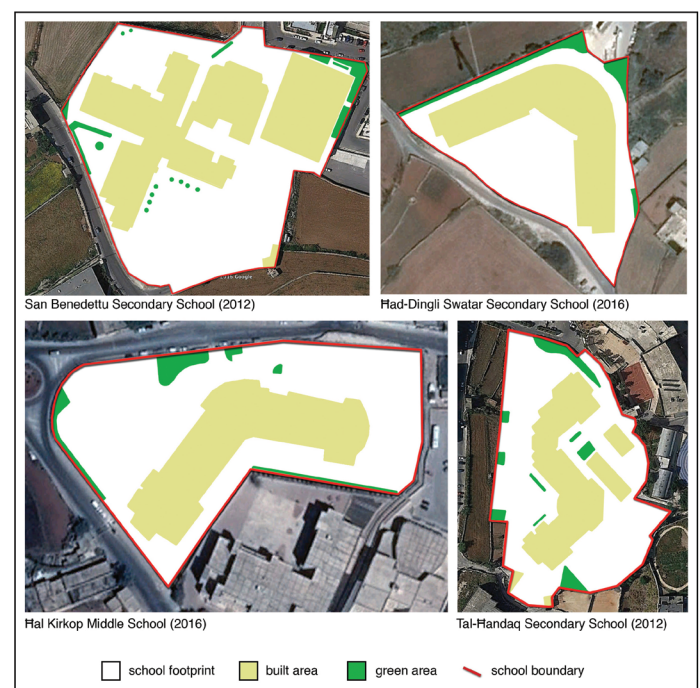 San Benedettu Secondary School (2012)
Ħad-Dingli Swatar Secondary School (2016)
Ħal Kirkop Middle School (2016)
Tal-Ħandaq Secondary School (2012)
school footprint
built area
green area
school boundary